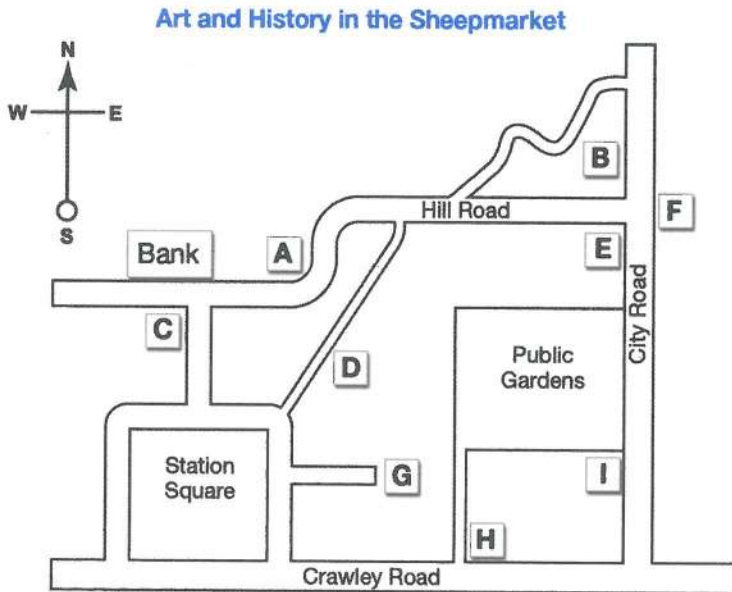 Art and History in the Sheepmarket
N
W E
S
B
F
Hill Road
A
E
Bank
C
City Road
D
Public
Gardens
Station
Square
G
I
H
Crawley Road